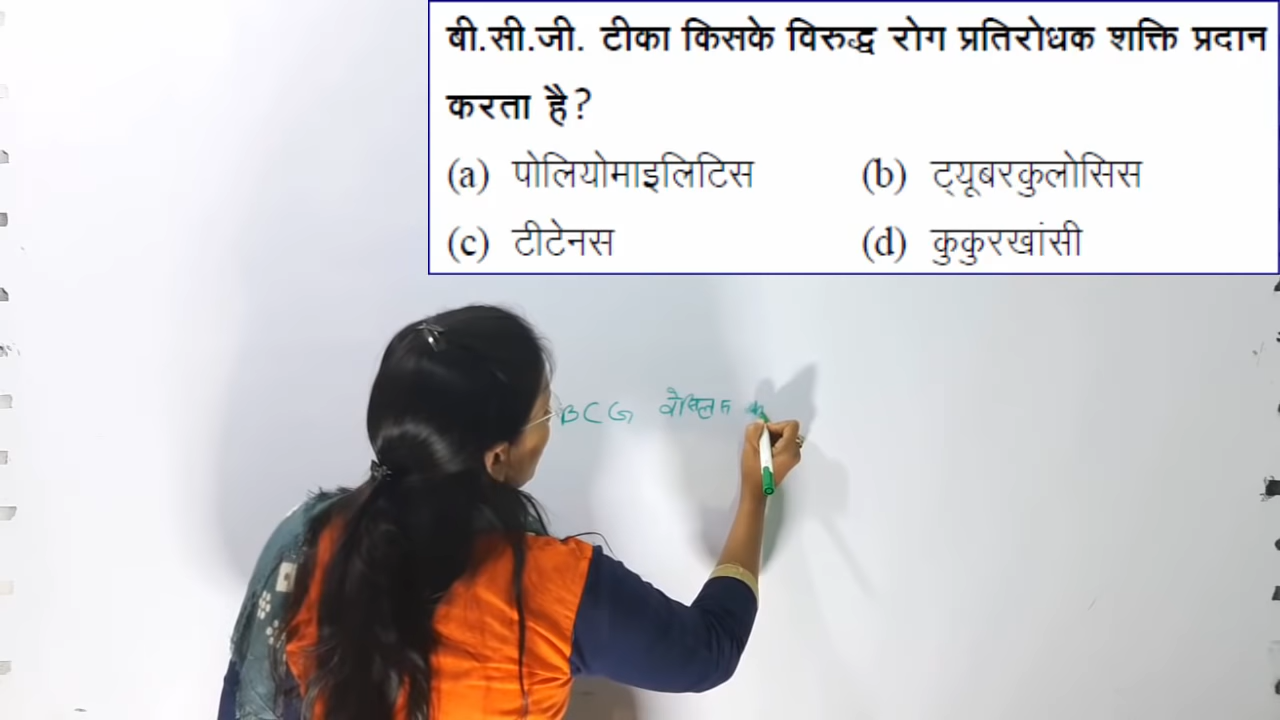 बी.सी.जी. टीका किसके विरुद्ध रोग प्रतिरोधक शक्ति प्रदान
करता है?
(a) पोलियोमाइलिटिस (b) ट्यूबरकुलोसिस
(c) टीटेनस (d) कुकुरखांसी
BCG